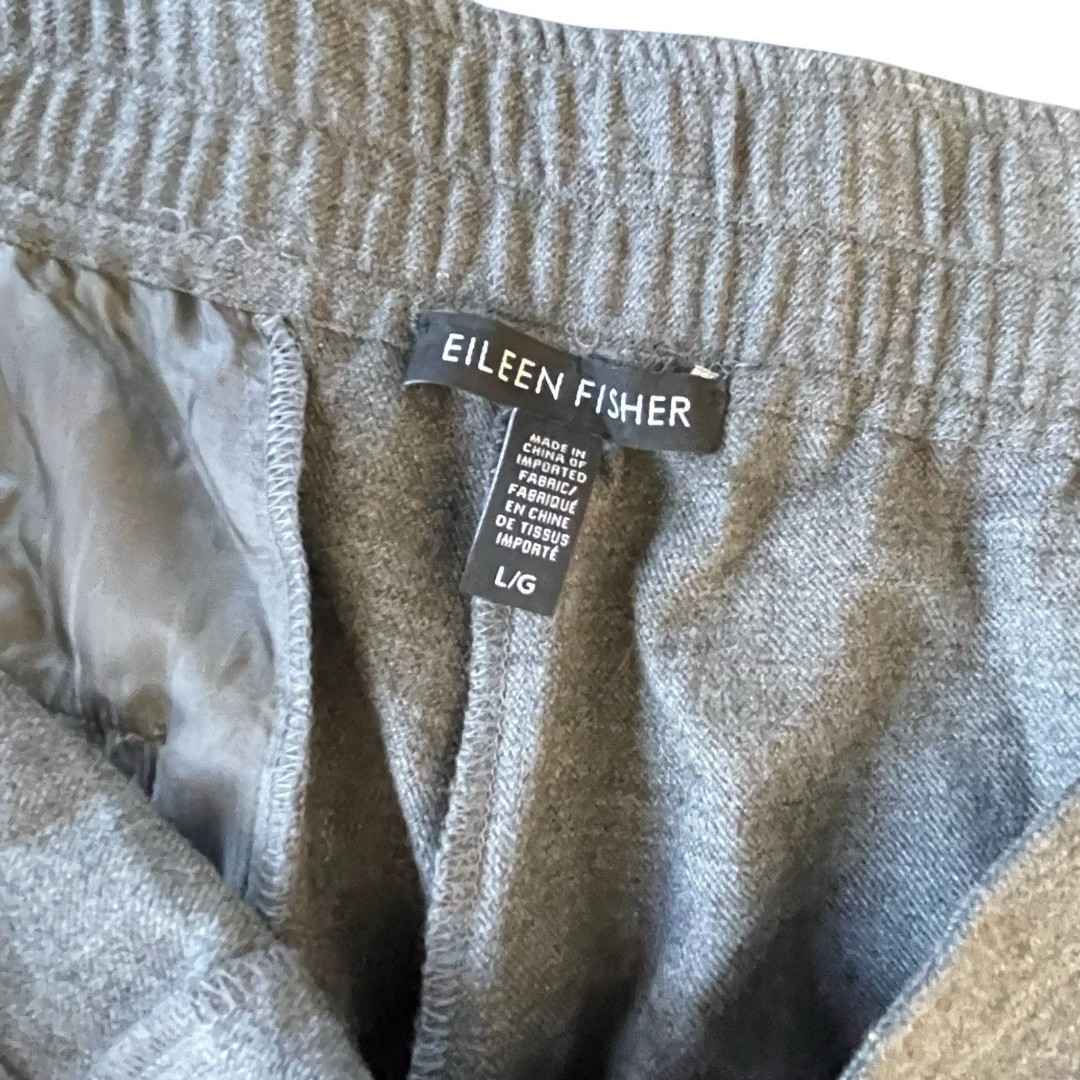 EILEEN FISHER
MADE IN
CHINA OF
IMPORTED
FABRIC/
FABRIQUÉ
EN CHINE
DE TISSUS
IMPORTÉ
L/G